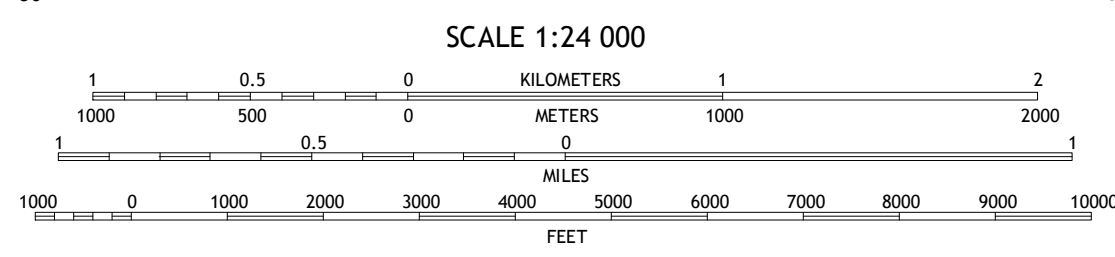 SCALE 1:24 000
1 0.5 0 KILOMETERS 1 2
1000 500 0 METERS 1000 2000
1 0.5 0 1
MILES
1000 0 1000 2000 3000 4000 5000 6000 7000 8000 9000 10000
FEET